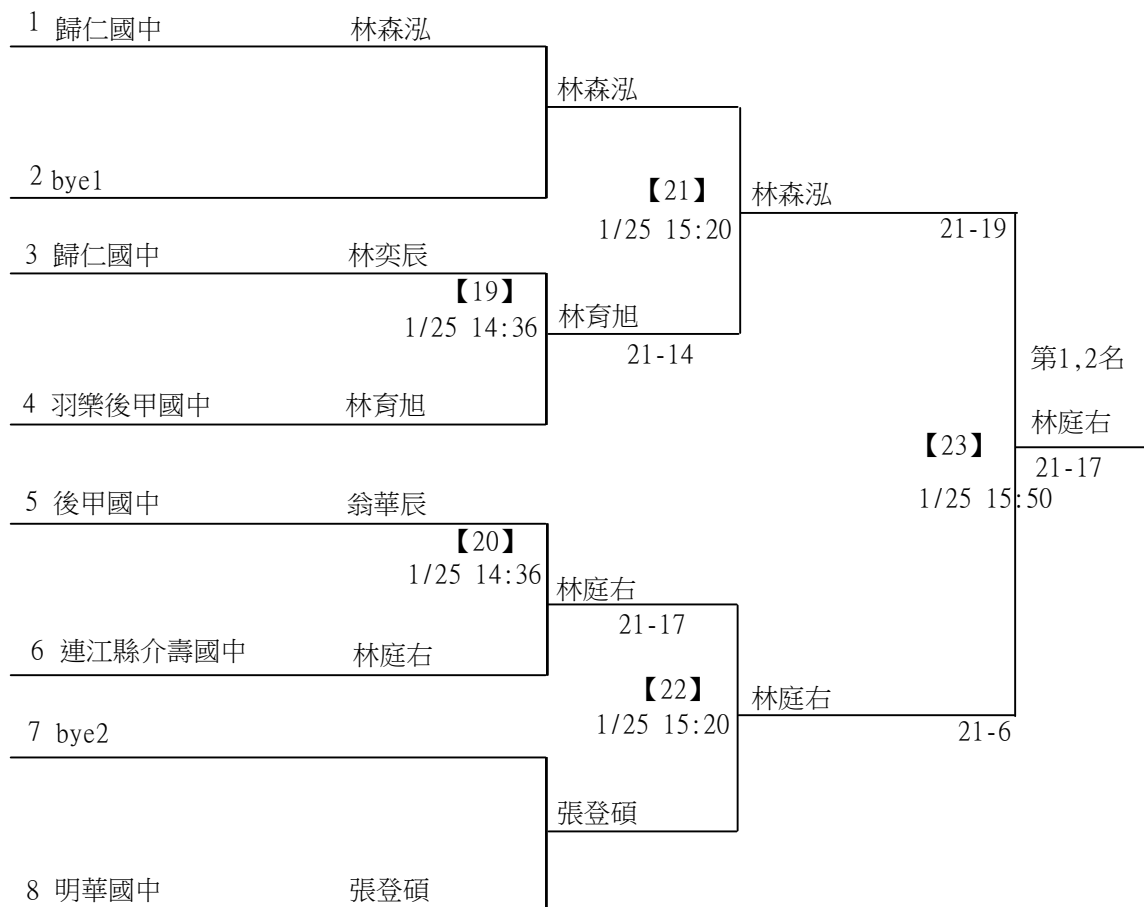 1 歸仁國中 林森泓
林森泓
2 bye1
【21】
林森泓
1/25 15:20
21-19
3 歸仁國中 林奕辰
【19】
林育旭
1/25 14:36
21-14
第1,2名
4 羽樂後甲國中 林育旭
林庭右
【23】
21-17
1/25 15:50
5 後甲國中 翁華辰
【20】
1/25 14:36
林庭右
21-17
6 連江縣介壽國中 林庭右
【22】
林庭右
1/25 15:20
21-6
7 bye2
張登碩
8 明華國中 張登碩